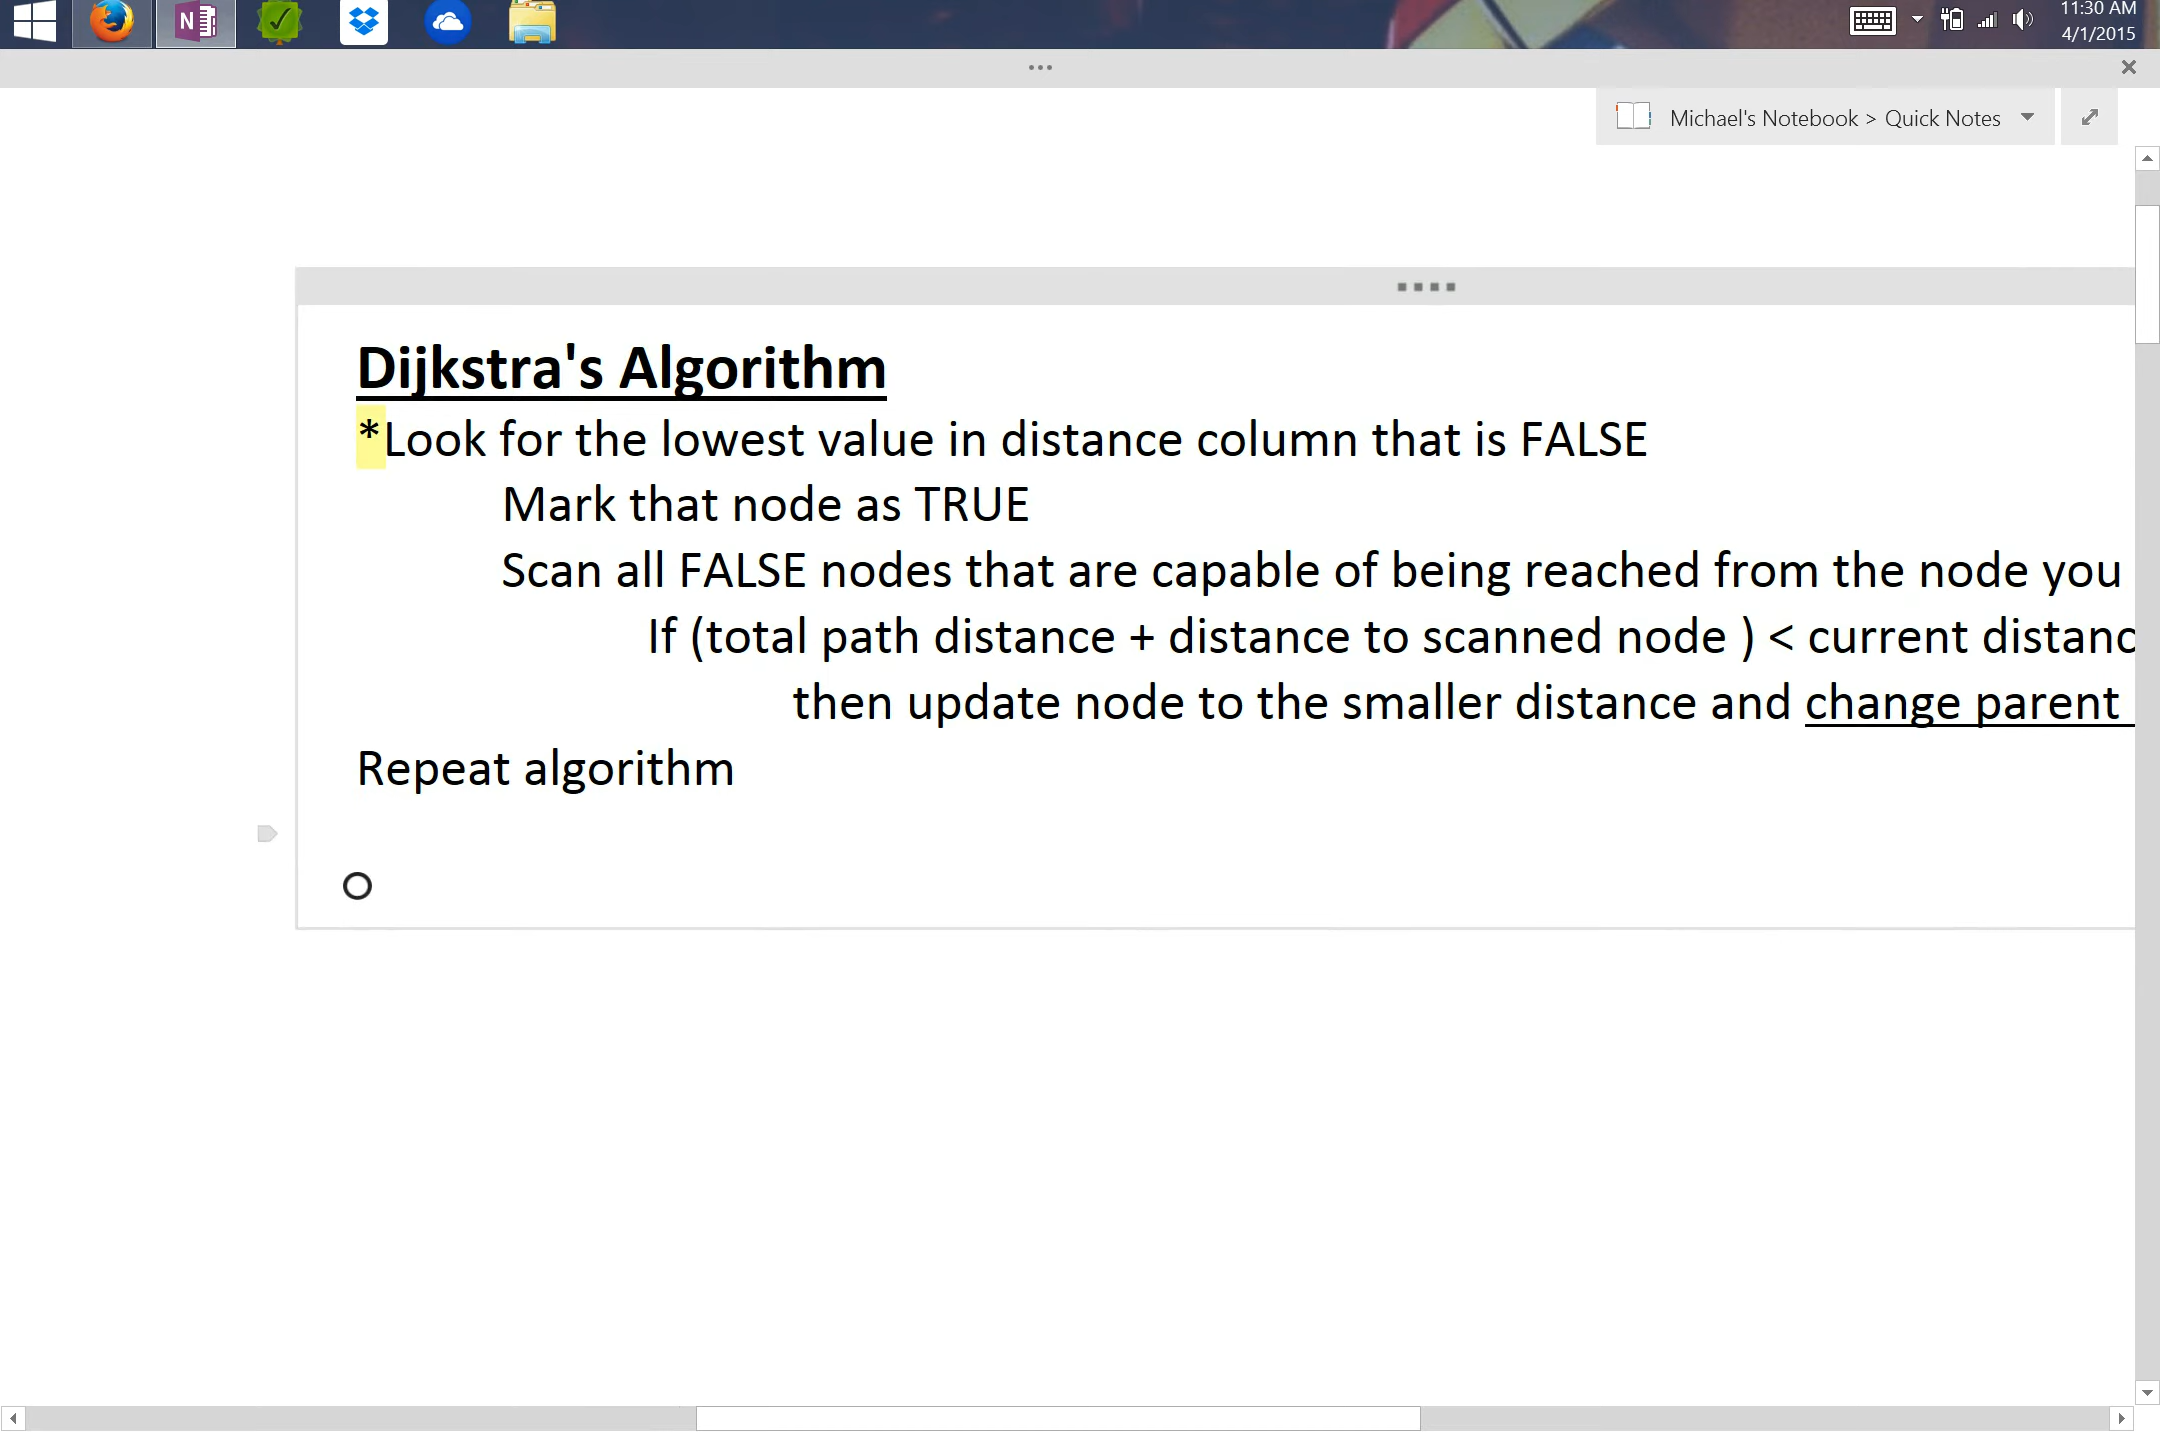 11:30 AM
4/1/2015
Michael's Notebook > Quick Notes
Dijkstra's Algorithm
*Look for the lowest value in distance column that is FALSE
Mark that node as TRUE
Scan all FALSE nodes that are capable of being reached from the node you
If (total path distance + distance to scanned node ) < current distanc
then update node to the smaller distance and change parent
Repeat algorithm